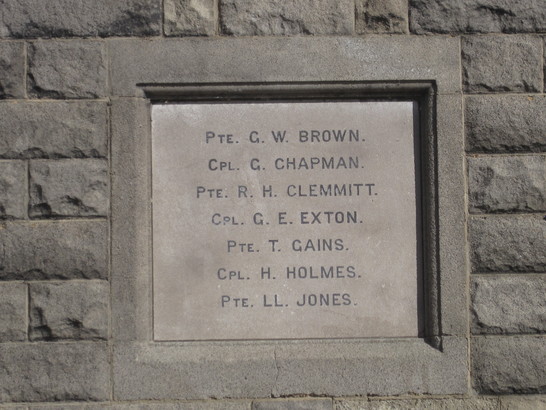 Pte. G. W. BROWN.
Cpl. G. CHAPMAN.
Pte. R. H. CLEMMITT.
Cpl. G. E. EXTON.
Pte. T. GAINS.
Cpl. H. HOLMES.
Pte. LL. JONES.